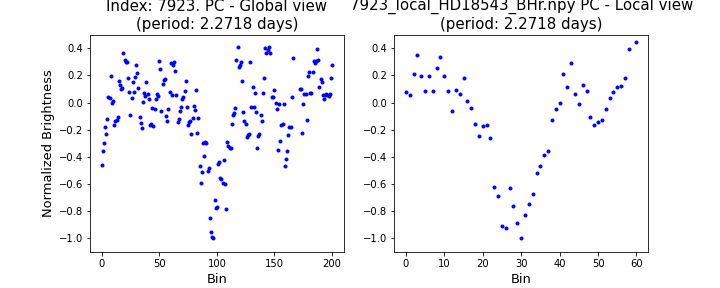 Index: 7923. PC - Global view
(period: 2.2718 days)
7923_local_HD18543_BHr.npy PC - Local view
(period: 2.2718 days)
Normalized Brightness
0.4
0.2
0.0
−0.2
−0.4
−0.6
−0.8
−1.0
0 50 100 150 200
Bin
0.4
0.2
0.0
−0.2
−0.4
−0.6
−0.8
−1.0
0 10 20 30 40 50 60
Bin